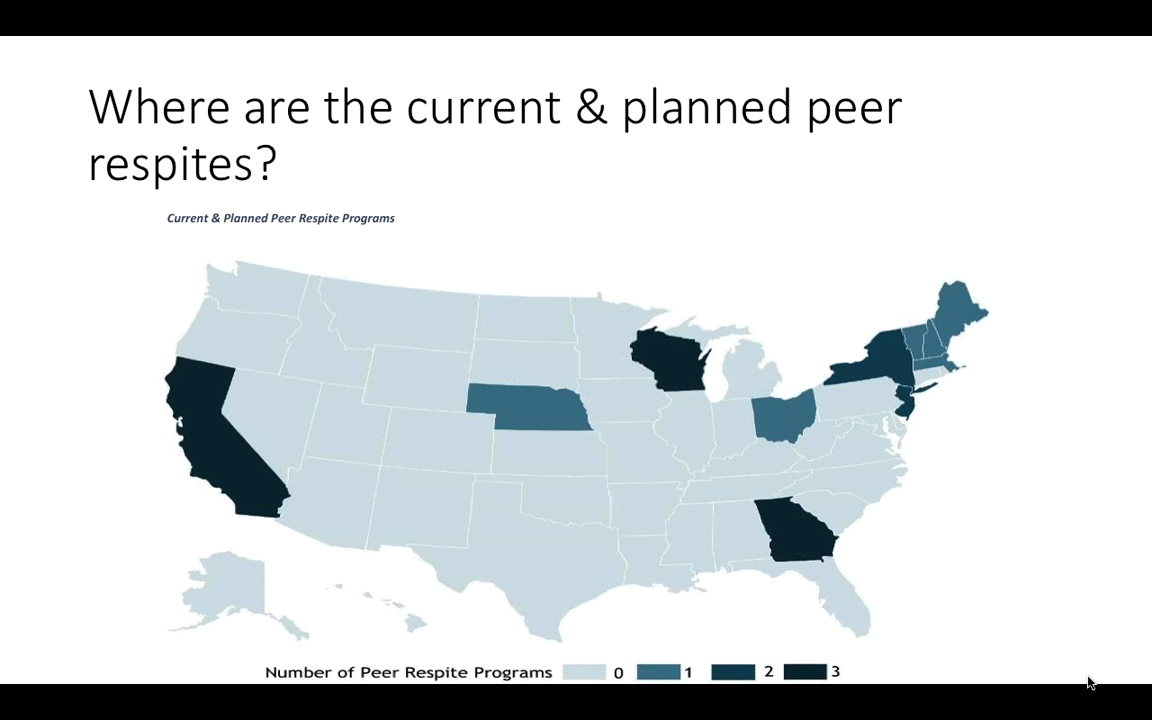 Where are the current & planned peer
respites?
Current & Planned Peer Respite Programs
Number of Peer Respite Programs 0 1 2 3